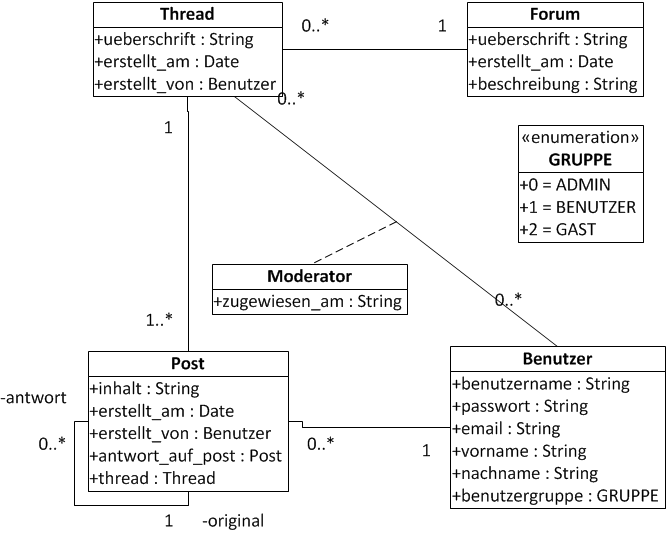 Thread
+ueberschrift : String
+erstellt_am : Date
+erstellt_von : Benutzer
0..*
1
Forum
+ueberschrift : String
+erstellt_am : Date
+beschreibung : String
0..*
1
«enumeration»
GRUPPE
+0 = ADMIN
+1 = BENUTZER
+2 = GAST
Moderator
+zugewiesen_am : String
0..*
1..*
Post
+inhalt : String
+erstellt_am : Date
+erstellt_von : Benutzer
+antwort_auf_post : Post
+thread : Thread
-antwort
0..*
1
-original
0..*
1
Benutzer
+benutzername : String
+passwort : String
+email : String
+vorname : String
+nachname : String
+benutzergruppe : GRUPPE